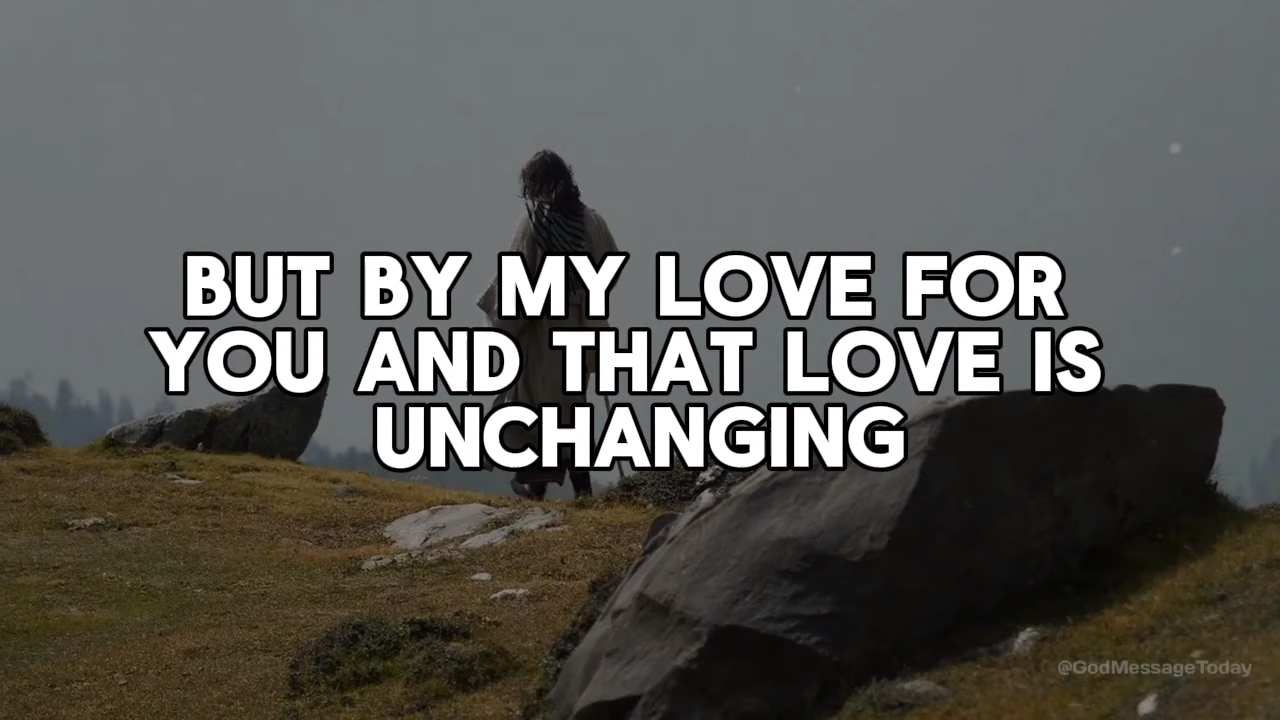 BUT BY MY LOVE FOR
YOU AND THAT LOVE IS
UNCHANGING
@GodMessageToday